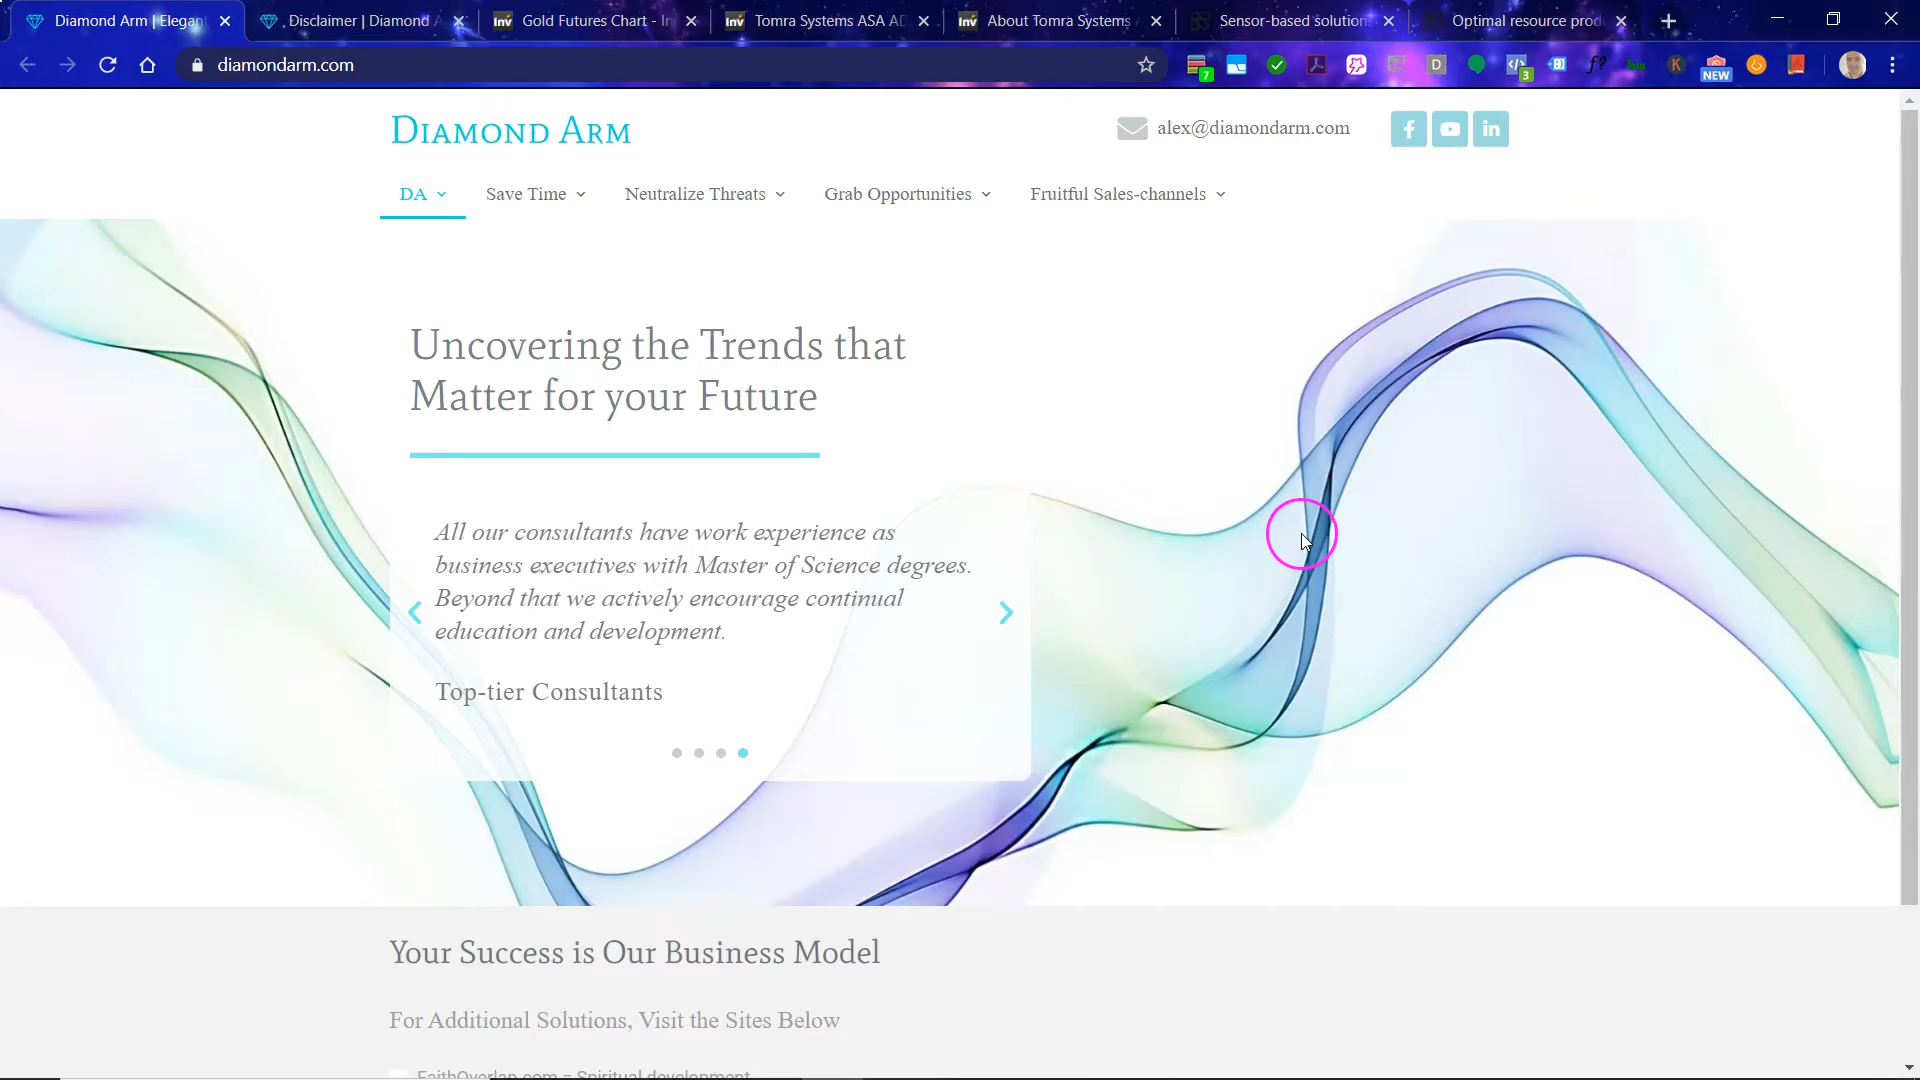 Diamond Arm | Elegan
Disclaimer | Diamond A
Gold Futures Chart - In
Tomra Systems ASA AD
About Tomra Systems A
Sensor-based solution
Optimal resource prod
diamondarm.com
DIAMOND ARM
alex@diamondarm.com
DA
Save Time
Neutralize Threats
Grab Opportunities
Fruitful Sales-channels
Uncovering the Trends that
Matter for your Future
All our consultants have work experience as
business executives with Master of Science degrees.
Beyond that we actively encourage continual
education and development.
Top-tier Consultants
Your Success is Our Business Model
For Additional Solutions, Visit the Sites Below
FaithOverlap.com = Spiritual development